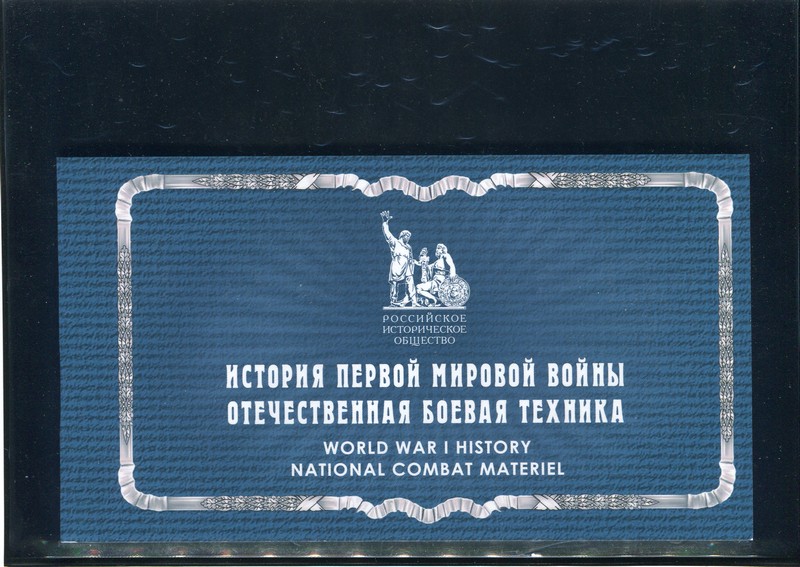 РОССИЙСКОЕ
ИСТОРИЧЕСКОЕ
ОБЩЕСТВО
ИСТОРИЯ ПЕРВОЙ МИРОВОЙ ВОЙНЫ
ОТЕЧЕСТВЕННАЯ БОЕВАЯ ТЕХНИКА
WORLD WAR I HISTORY
NATIONAL COMBAT MATERIEL